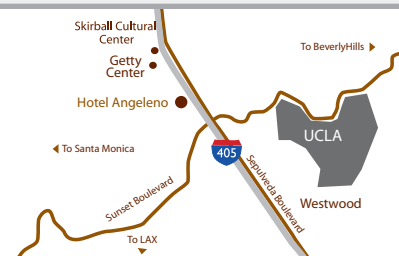 Skirball Cultural
Center
To BeverlyHills
Getty
Center
Hotel Angeleno
UCLA
To Santa Monica
405
Sepulveda Boulevard
Sunset Boulevard
Westwood
To LAX